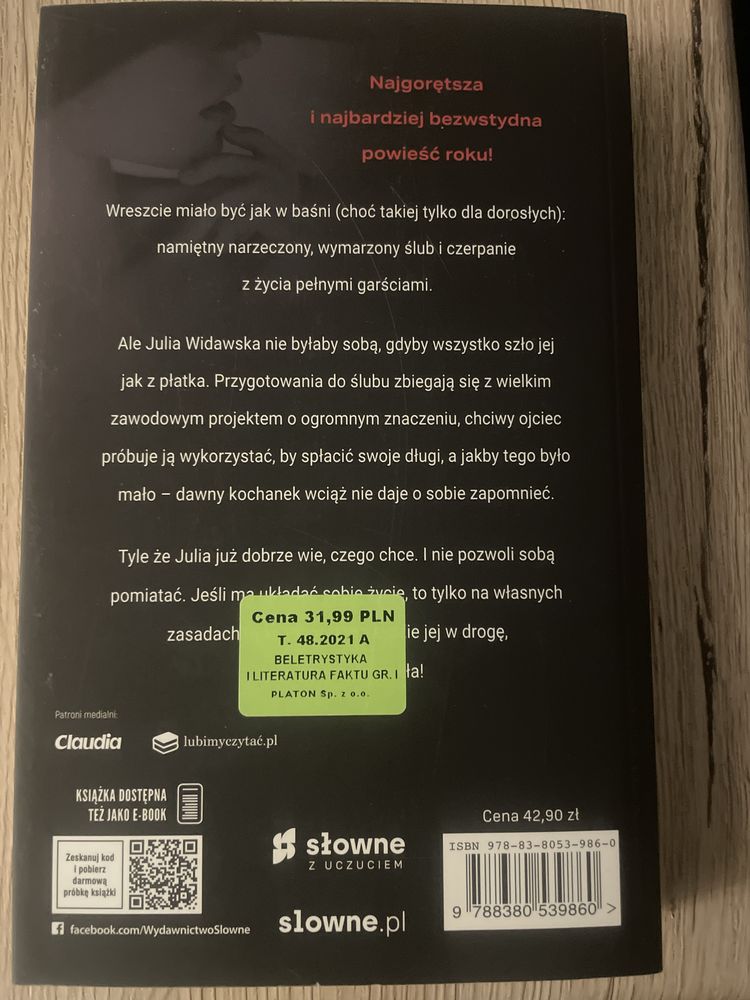 Najgorętsza
i najbardziej bezwstydna
powieść roku!
Wreszcie miało być jak w baśni (choć takiej tylko dla dorosłych):
namiętny narzeczony, wymarzony ślub i czerpanie
z życia pełnymi garściami.
Ale Julia Widawska nie byłaby sobą, gdyby wszystko szło jej
jak z płatka. Przygotowania do ślubu zbiegają się z wielkim
zawodowym projektem o ogromnym znaczeniu, chciwy ojciec
próbuje ją wykorzystać, by spłacić swoje długi, a jakby tego było
mało – dawny kochanek wciąż nie daje o sobie zapomnieć.
Tyle że Julia już dobrze wie, czego chce. I nie pozwoli sobą
pomiatać. Jeśli ma układać sobie życie, to tylko na własnych
zasadach jej w drogę,
Cena 31,99 PLN
T. 48.2021 A
BELETRYSTYKA
I LITERATURA FAKTU GR. I
PLATON Sp. z o.o.
Patroni medialni:
Claudia
lubimyczytać.pl
KSIĄŻKA DOSTĘPNA
TEŻ JAKO E-BOOK
Zeskanuj kod
i pobierz
darmową
próbkę książki
facebook.com/WydawnictwoSlowne
słowne
Z UCZUCIEM
slowne.pl
Cena 42,90 zł
ISBN 978-83-8053-986-0
9 788380 539860 >